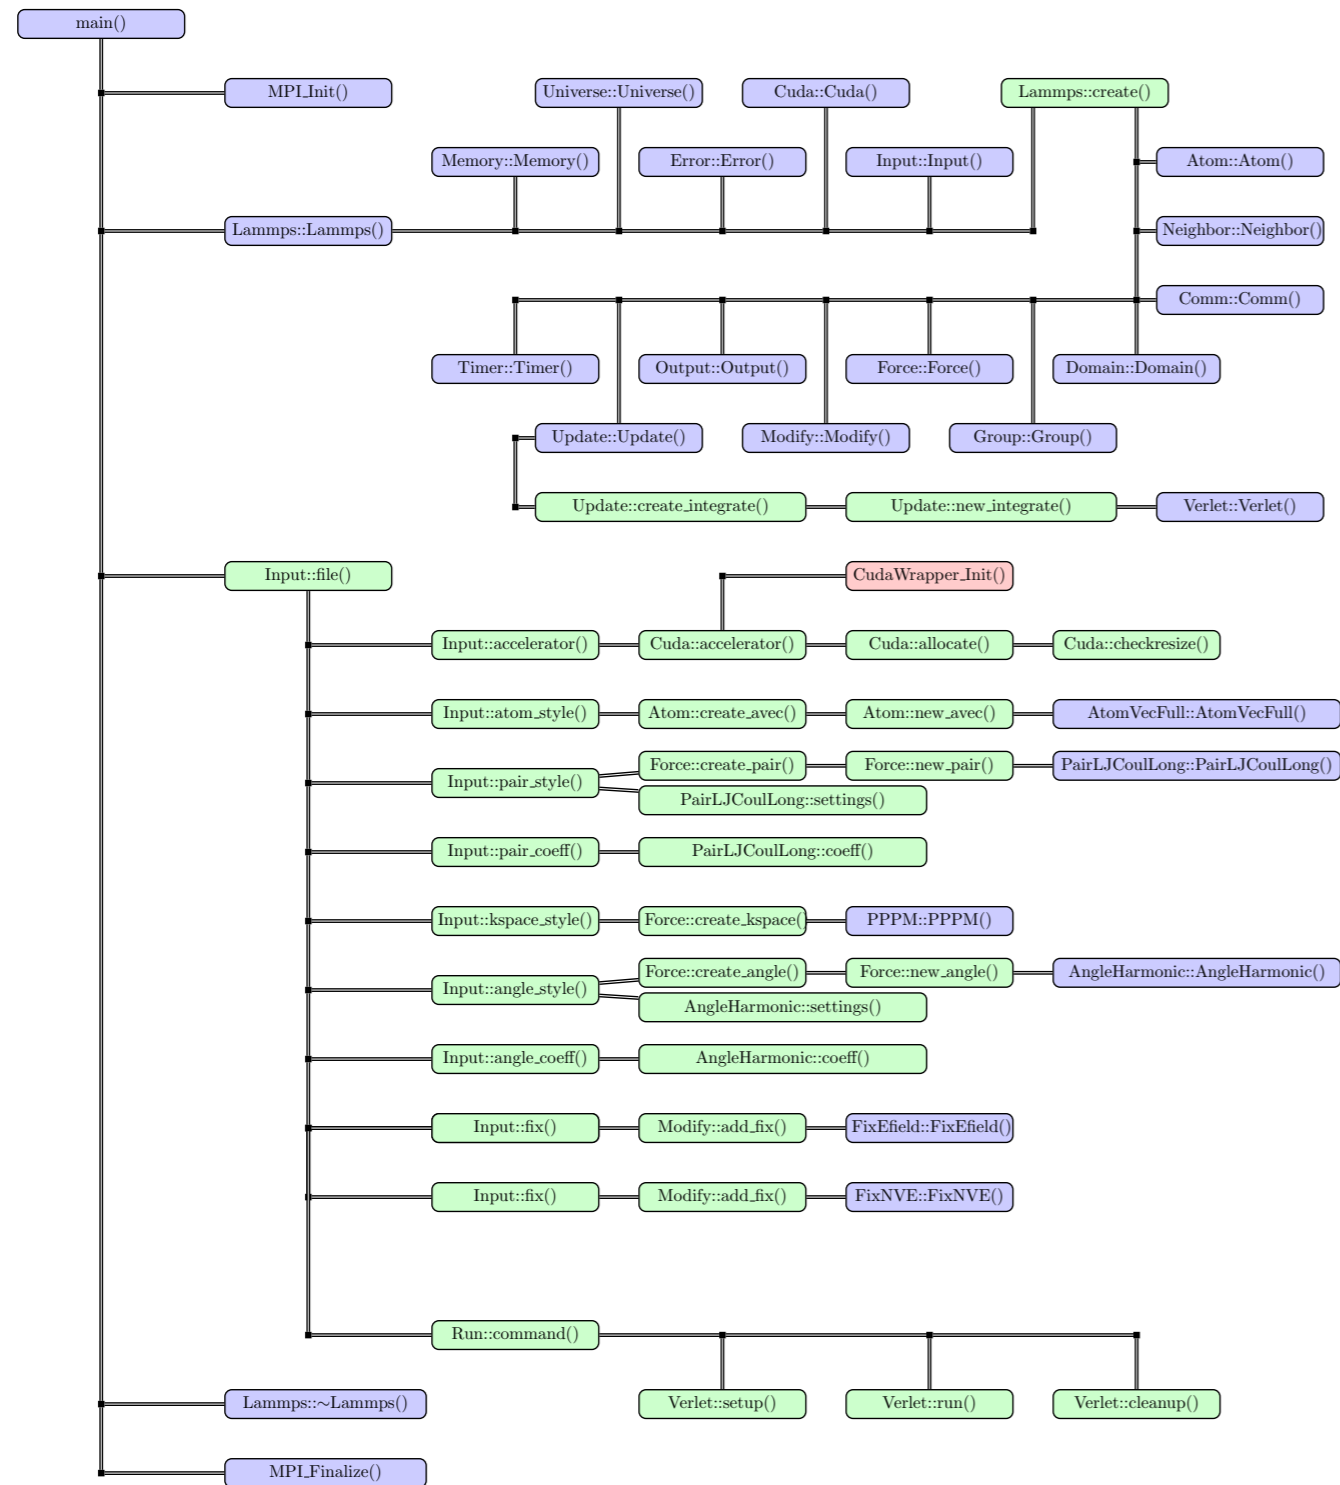 main()
MPI_Init()
Universe::Universe()
Cuda::Cuda()
Lammps::create()
Memory::Memory()
Error::Error()
Input::Input()
Atom::Atom()
Lammps::Lammps()
Neighbor::Neighbor()
Comm::Comm()
Timer::Timer()
Output::Output()
Force::Force()
Domain::Domain()
Update::Update()
Modify::Modify()
Group::Group()
Update::create_integrate()
Update::new_integrate()
Verlet::Verlet()
Input::file()
CudaWrapper_Init()
Input::accelerator()
Cuda::accelerator()
Cuda::allocate()
Cuda::checkresize()
Input::atom_style()
Atom::create_avec()
Atom::new_avec()
AtomVecFull::AtomVecFull()
Input::pair_style()
Force::create_pair()
Force::new_pair()
PairLJCoulLong::PairLJCoulLong()
PairLJCoulLong::settings()
Input::pair_coeff()
PairLJCoulLong::coeff()
Input::kspace_style()
Force::create_kspace()
PPPM::PPPM()
Input::angle_style()
Force::create_angle()
Force::new_angle()
AngleHarmonic::AngleHarmonic()
AngleHarmonic::settings()
Input::angle_coeff()
AngleHarmonic::coeff()
Input::fix()
Modify::add_fix()
FixEfield::FixEfield()
Input::fix()
Modify::add_fix()
FixNVE::FixNVE()
Run::command()
Lammps::~Lammps()
Verlet::setup()
Verlet::run()
Verlet::cleanup()
MPI_Finalize()